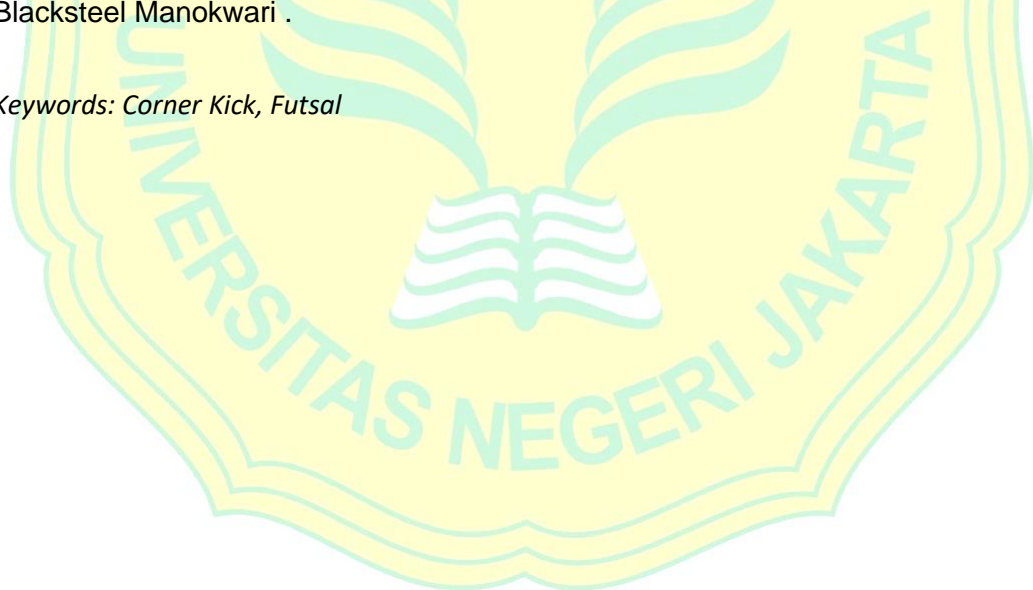 Blacksteel Manokwari .
Keywords: Corner Kick, Futsal
UNIVERSITAS NEGERI JAKARTA